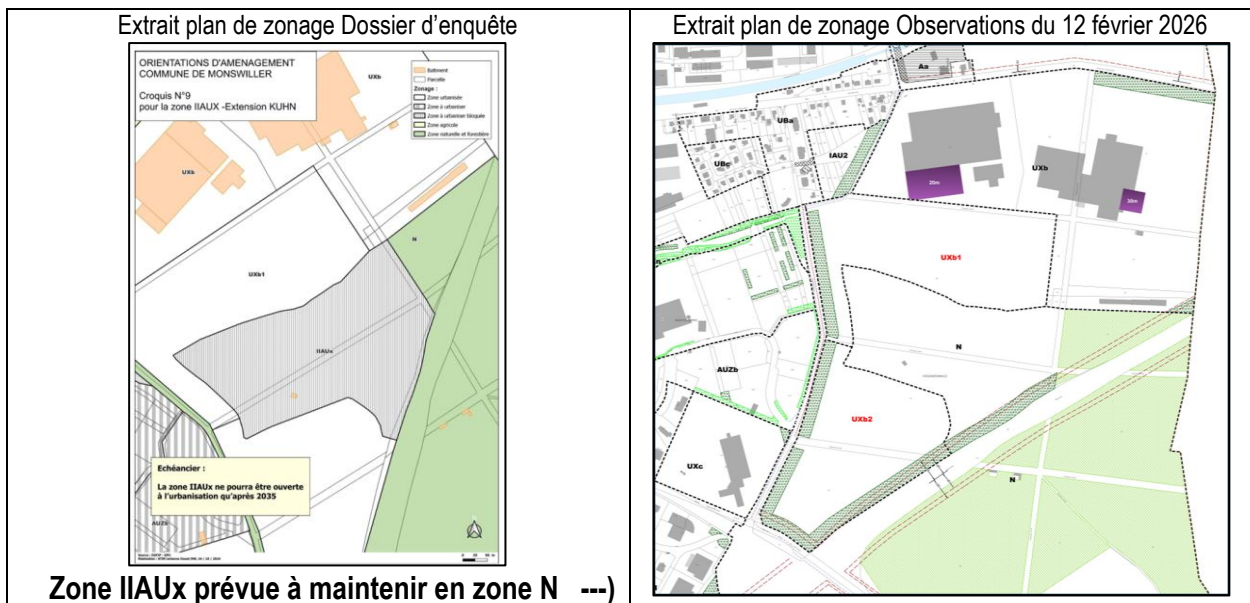 Extrait plan de zonage Dossier d'enquête
ORIENTATIONS D'AMENAGEMENT
COMMUNE DE MONSWILLER
Croquis N°9
pour la zone IIAUX -Extension KUHN
Batiment
Parcelle
Zonage :
Zone urbanisée
Zone à urbaniser
Zone à urbaniser bloquée
Zone agricole
Zone naturelle et forestière
UXb
UXb
N
UXb1
IIAUx
Echéancier :
La zone IIAUx ne pourra être ouverte
à l'urbanisation qu'après 2035
AUZb
Zone IIAUx prévue à maintenir en zone N ---)
Extrait plan de zonage Observations du 12 février 2026
Aa
UBa
UBc
IAU2
UXb
20m
30m
UXb1
N
AUZb
UXb2
UXc
N